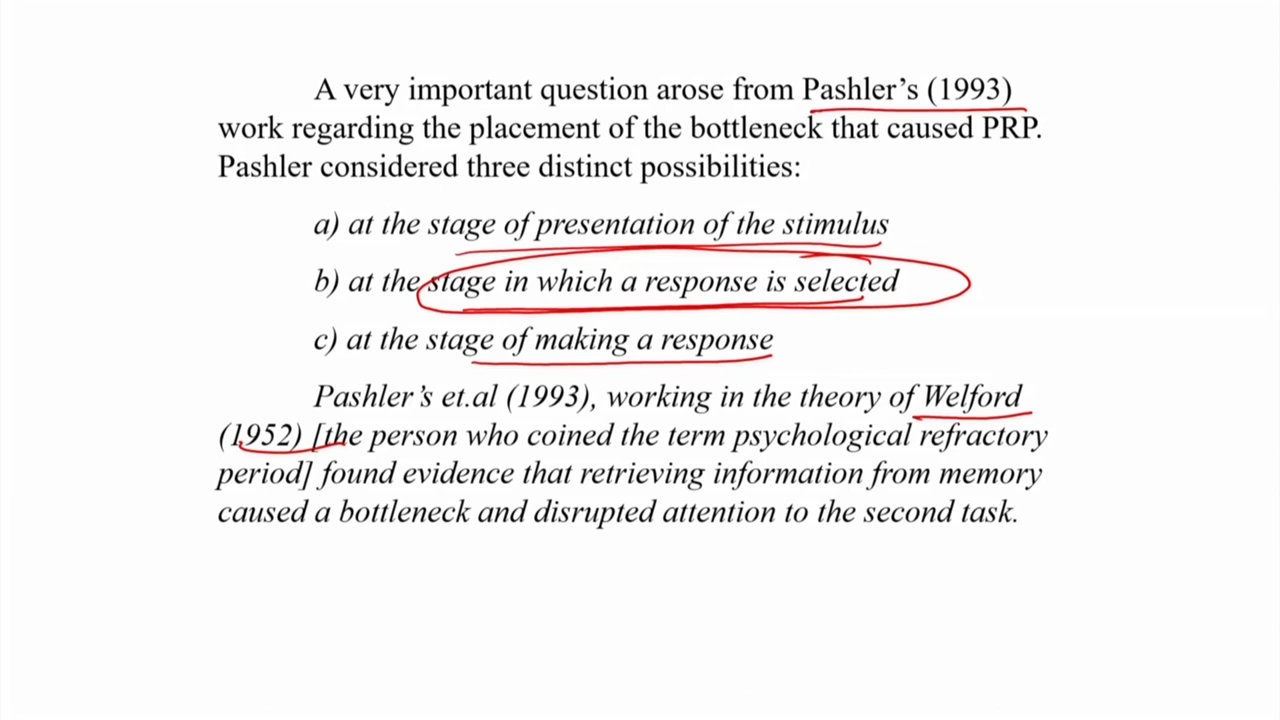 A very important question arose from Pashler’s (1993)
work regarding the placement of the bottleneck that caused PRP.
Pashler considered three distinct possibilities:
a) at the stage of presentation of the stimulus
b) at the stage in which a response is selected
c) at the stage of making a response
Pashler’s et.al (1993), working in the theory of Welford
(1952) [the person who coined the term psychological refractory
period] found evidence that retrieving information from memory
caused a bottleneck and disrupted attention to the second task.